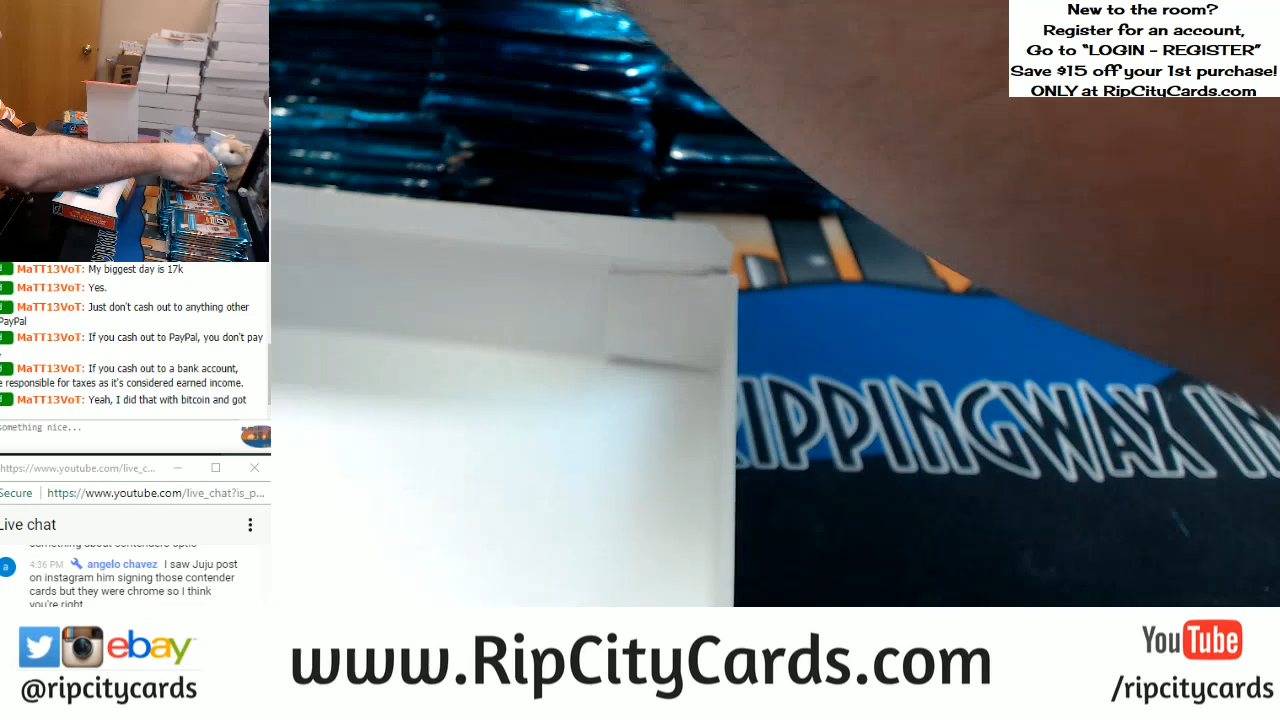 New to the room?
Register for an account,
Go to “LOGIN - REGISTER”
Save $15 off your 1st purchase!
ONLY at RipCityCards.com
MaTT13VoT: My biggest day is 17k
MaTT13VoT: Yes.
MaTT13VoT: Just don't cash out to anything other
PayPal
MaTT13VoT: If you cash out to PayPal, you don't pay
MaTT13VoT: If you cash out to a bank account,
e responsible for taxes as it's considered earned income.
MaTT13VoT: Yeah, I did that with bitcoin and got
something nice...
https://www.youtube.com/live_c...
Secure https://www.youtube.com/live_chat?is_p...
Live chat
something about contenders optic
a 4:36 PM angelo chavez I saw Juju post
on instagram him signing those contender
cards but they were chrome so I think
you're right
IPPINGWAX IN
ebay
@ripcitycards
www.RipCityCards.com
YouTube
/ripcitycards